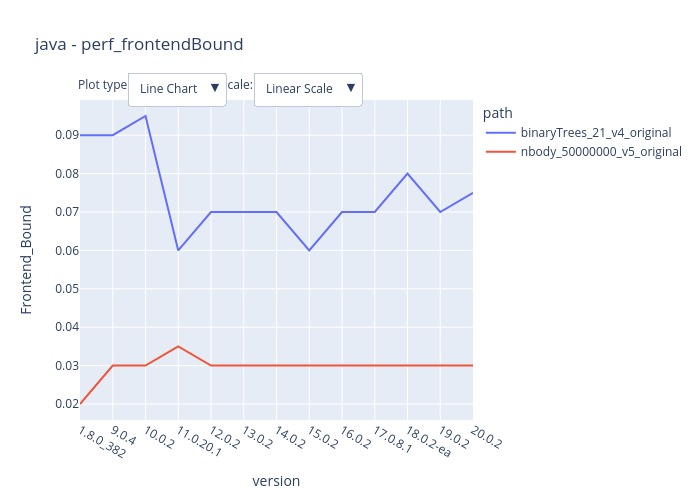 java - perf_frontendBound
Plot type Line Chart ▼ cale: Linear Scale ▼
path
binaryTrees_21_v4_original
nbody_50000000_v5_original
0.09
0.08
0.07
0.06
0.05
0.04
0.03
0.02
Frontend_Bound
1.8.0_382 9.0.4 10.0.2 11.0.20.1 12.0.2 13.0.2 14.0.2 15.0.2 16.0.2 17.0.8.1 18.0.2-ea 19.0.2 20.0.2
version